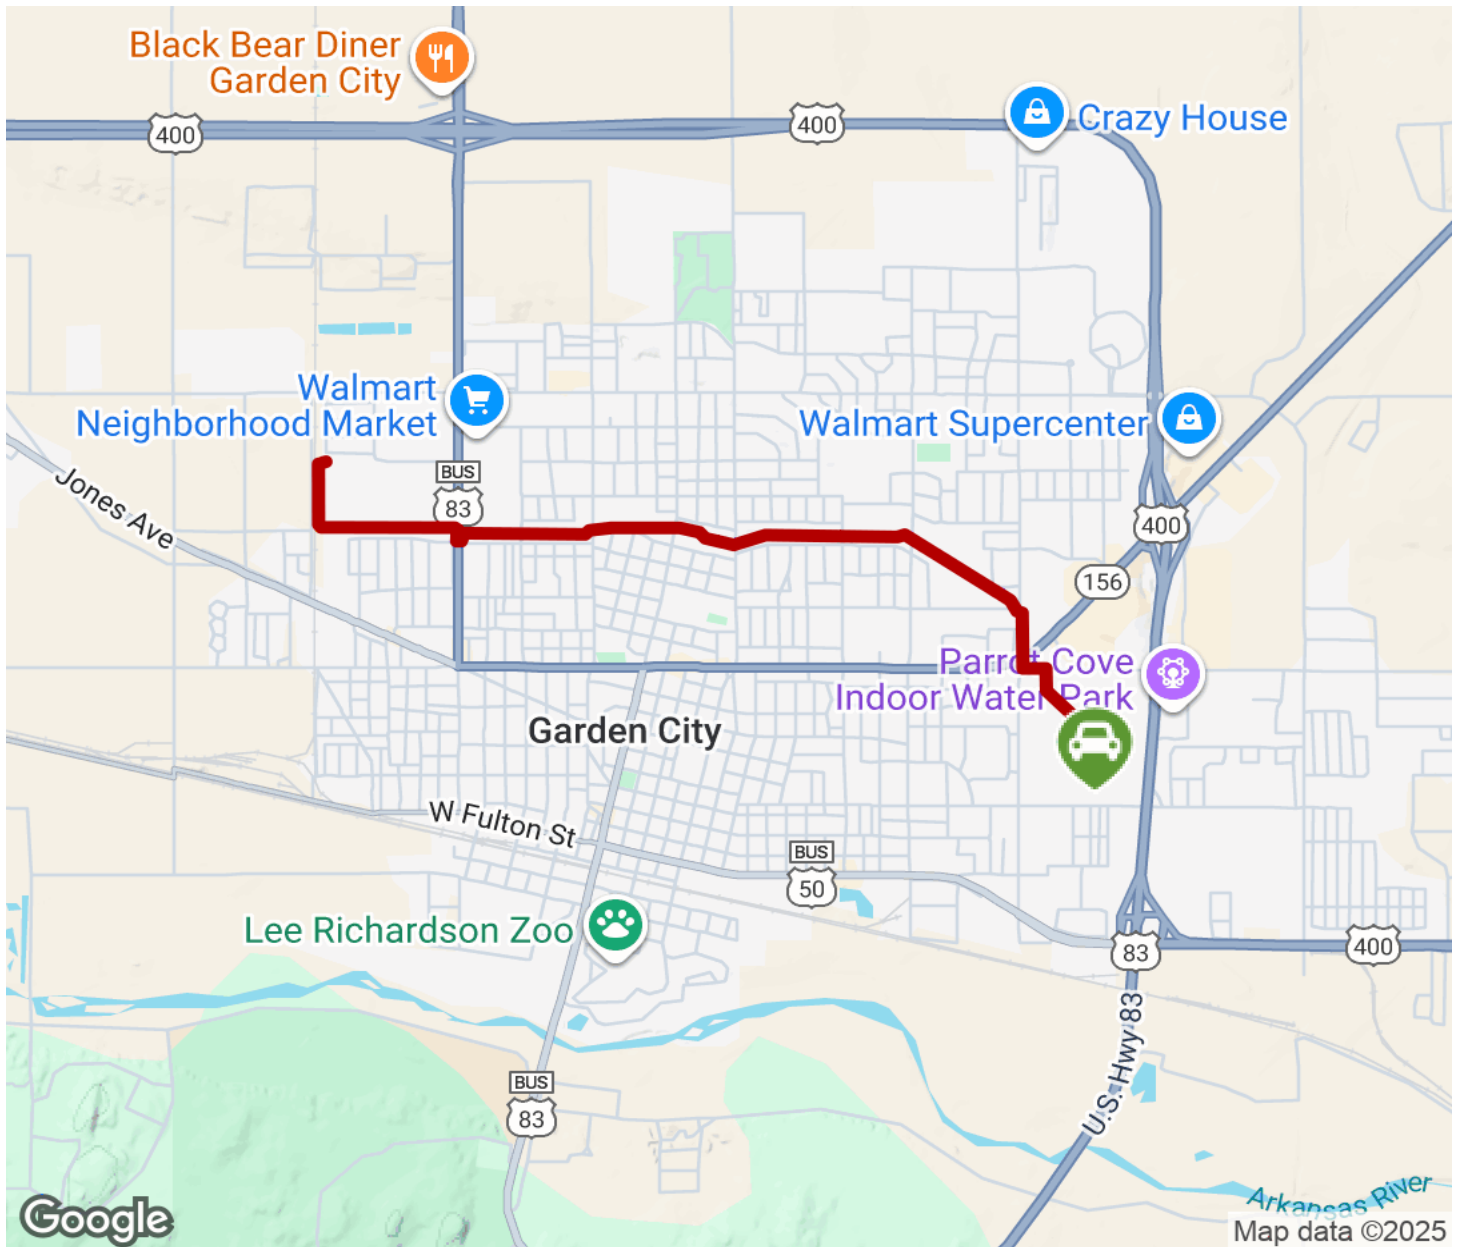 Black Bear Diner
Garden City
400
400
Crazy House
Walmart
Neighborhood Market
Walmart Supercenter
BUS
83
Jones Ave
400
156
Parrot Cove
Indoor Water Park
Garden City
W Fulton St
BUS
50
Lee Richardson Zoo
83
400
U.S. Hwy 83
BUS
83
Arkansas River
Google
Map data ©2025